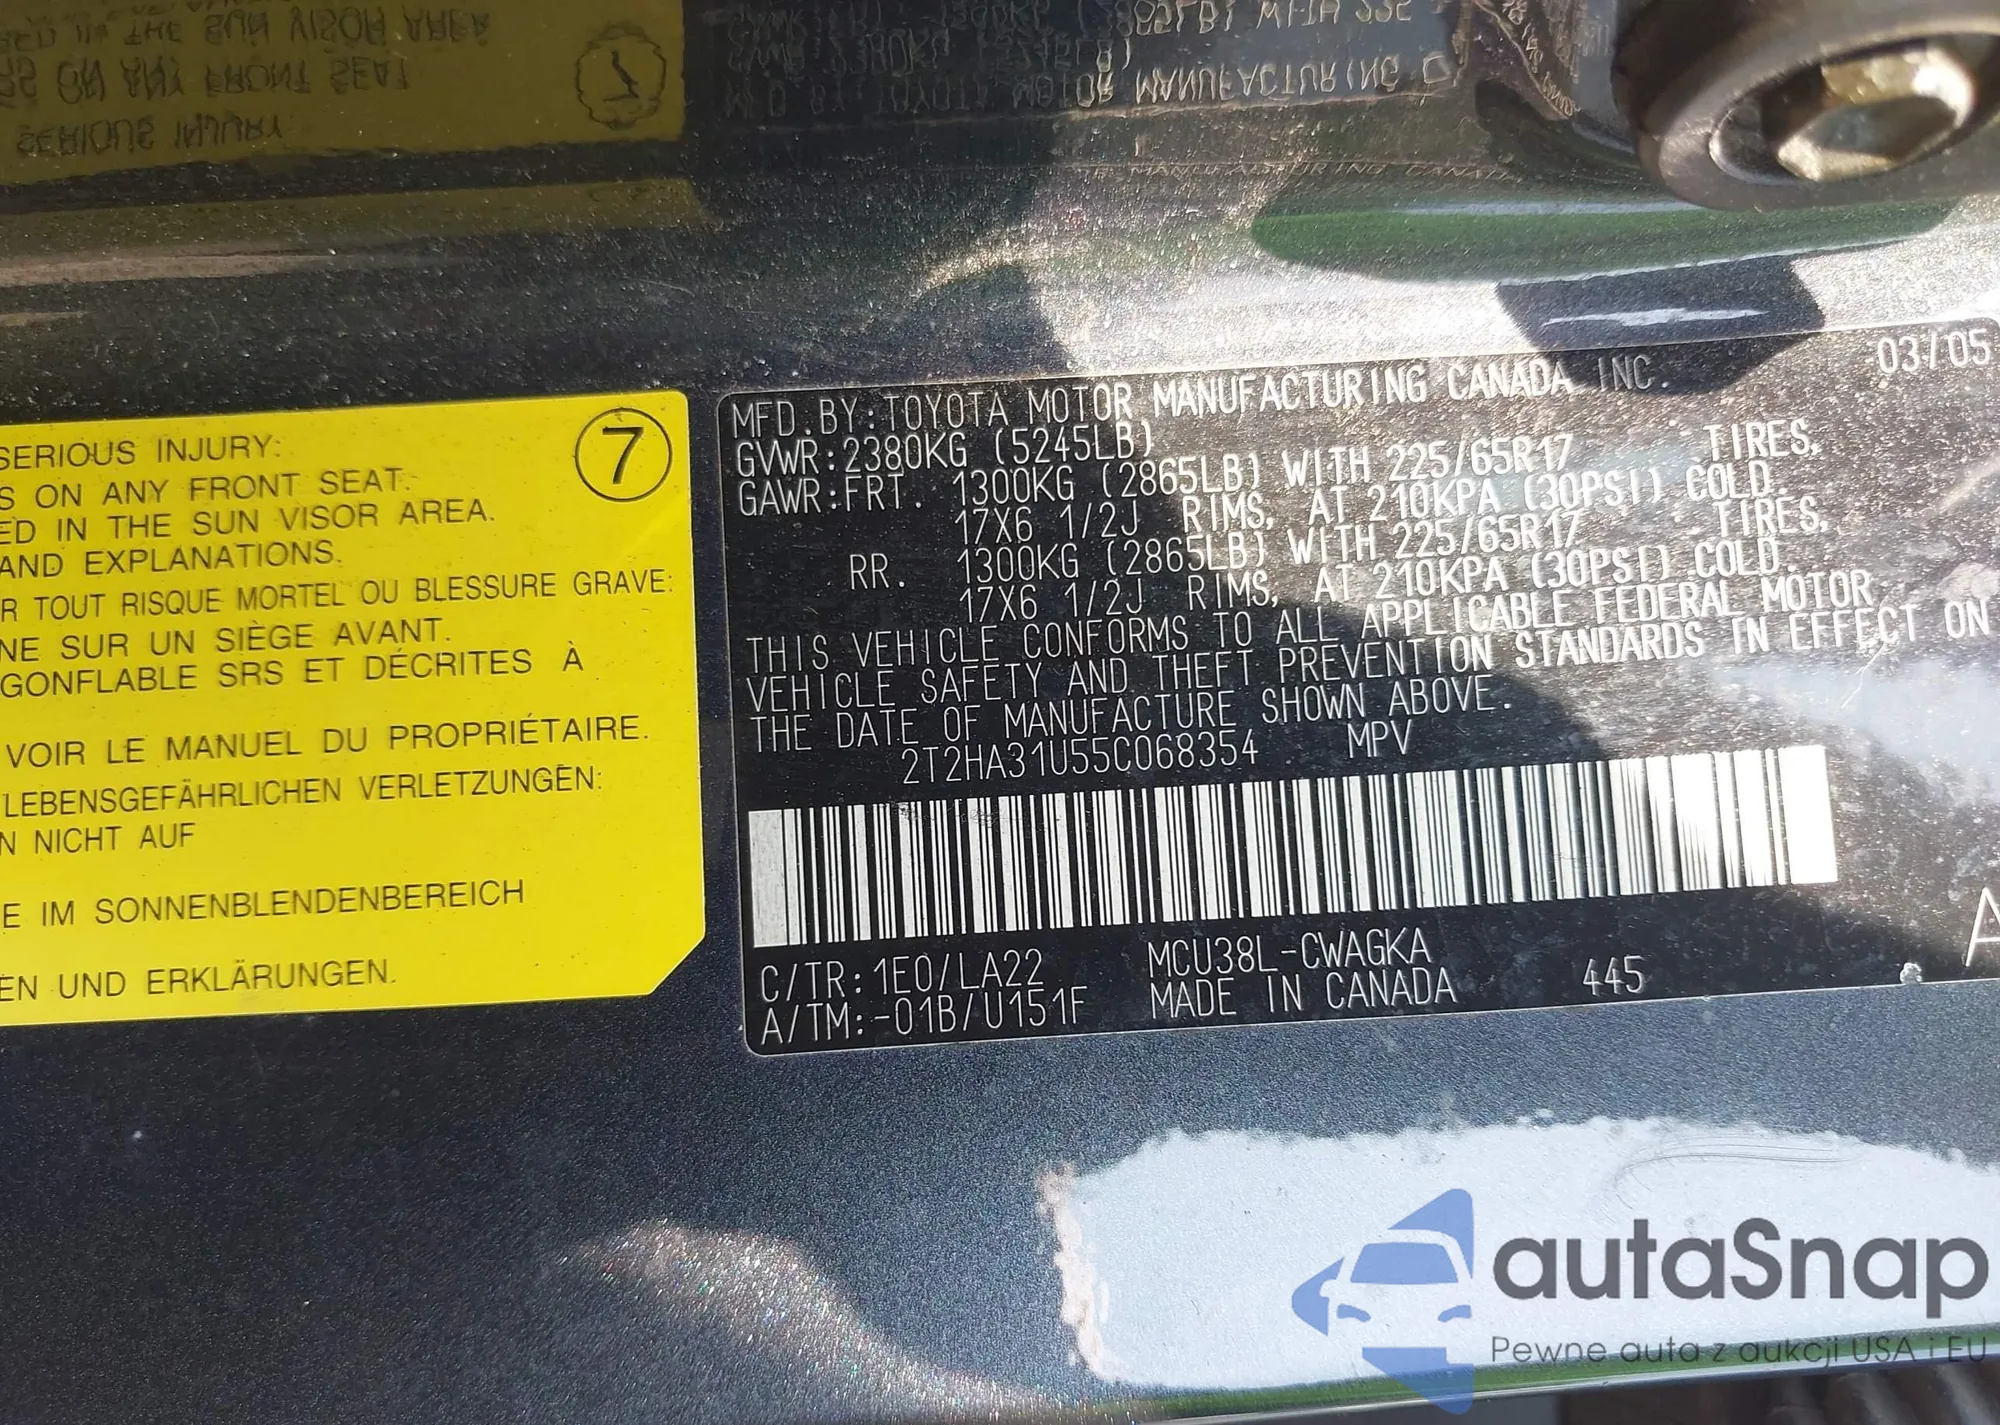 SERIOUS INJURY:
S ON ANY FRONT SEAT.
ED IN THE SUN VISOR AREA.
AND EXPLANATIONS.
R TOUT RISQUE MORTEL OU BLESSURE GRAVE:
NE SUR UN SIÈGE AVANT.
GONFLABLE SRS ET DÉCRITES À
VOIR LE MANUEL DU PROPRIÉTAIRE.
LEBENSGEFÄHRLICHEN VERLETZUNGEN:
N NICHT AUF
E IM SONNENBLENDENBEREICH
EN UND ERKLÄRUNGEN.
7
MFD.BY:TOYOTA MOTOR MANUFACTURING CANADA INC. 03/05
GVWR:2380KG (5245LB)
GAWR:FRT. 1300KG (2865LB) WITH 225/65R17 TIRES,
17X6 1/2J RIMS, AT 210KPA (30PSI) COLD.
RR. 1300KG (2865LB) WITH 225/65R17 TIRES,
17X6 1/2J RIMS, AT 210KPA (30PSI) COLD.
THIS VEHICLE CONFORMS TO ALL APPLICABLE FEDERAL MOTOR
VEHICLE SAFETY AND THEFT PREVENTION STANDARDS IN EFFECT ON
THE DATE OF MANUFACTURE SHOWN ABOVE.
2T2HA31U55C068354 MPV
C/TR:1E0/LA22 MCU38L-CWAGKA
A/TM:-01B/U151F MADE IN CANADA 445
A
autaSnap
Pewne auta z aukcji USA i EU